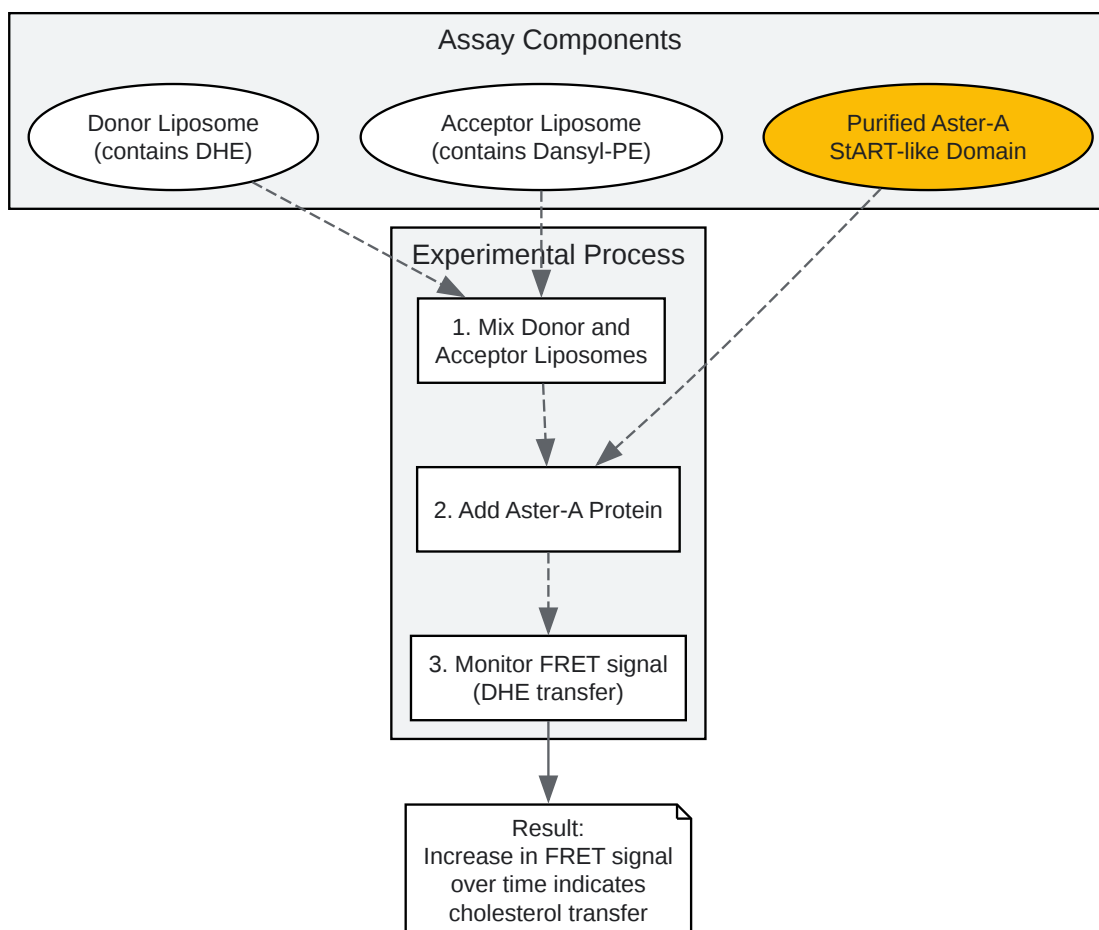 Assay Components
Donor Liposome
(contains DHE)
Acceptor Liposome
(contains Dansyl-PE)
Purified Aster-A
StART-like Domain
Experimental Process
1. Mix Donor and
Acceptor Liposomes
2. Add Aster-A Protein
3. Monitor FRET signal
(DHE transfer)
Result:
Increase in FRET signal
over time indicates
cholesterol transfer